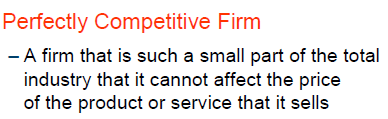 Perfectly Competitive Firm
– A firm that is such a small part of the total
industry that it cannot affect the price
of the product or service that it sells